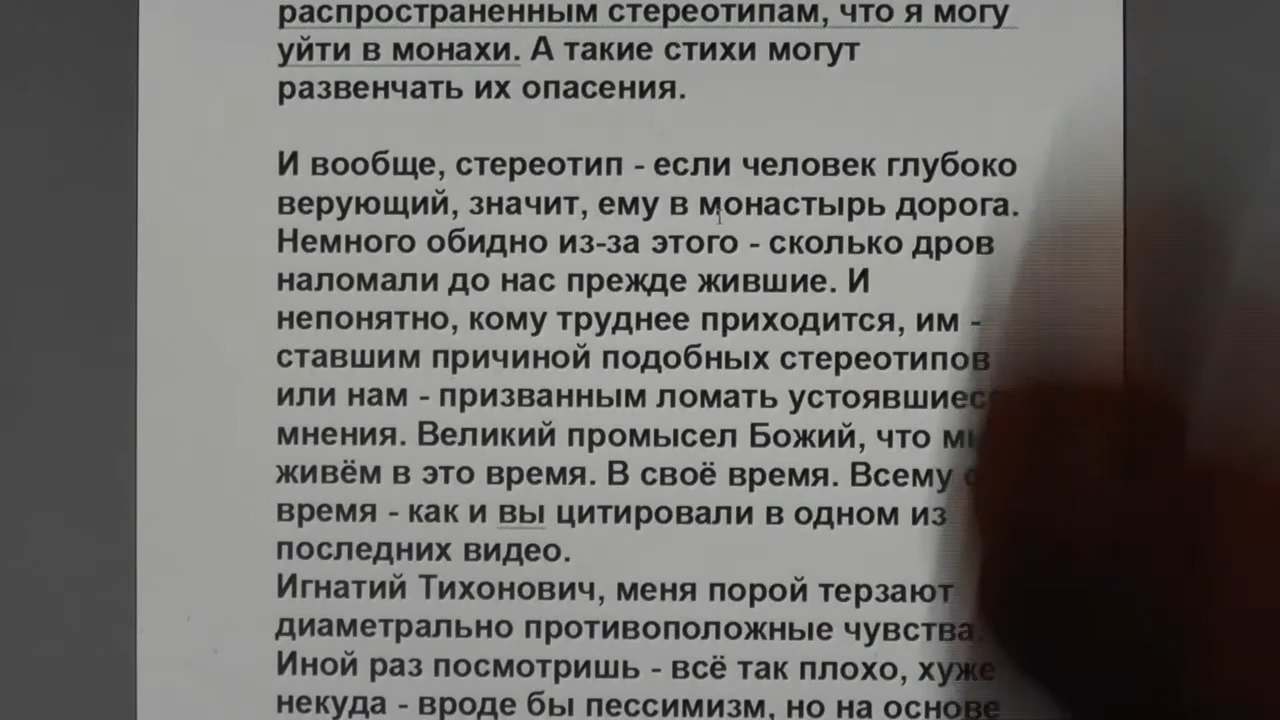 распространенным стереотипам, что я могу
уйти в монахи. А такие стихи могут
развенчать их опасения.
И вообще, стереотип - если человек глубоко
верующий, значит, ему в монастырь дорога.
Немного обидно из-за этого - сколько дров
наломали до нас прежде жившие. И
непонятно, кому труднее приходится, им -
ставшим причиной подобных стереотипов
или нам - призванным ломать
мнения. Великий промысел Божий, что
живём в это время. В своё время. Всему
время - как и вы цитировали в одном из
последних видео.
Игнатий Тихонович, меня порой терзают
диаметрально противоположные чувства.
Иной раз посмотришь - всё так плохо, хуже
некуда - вроде бы пессимизм, но на основе